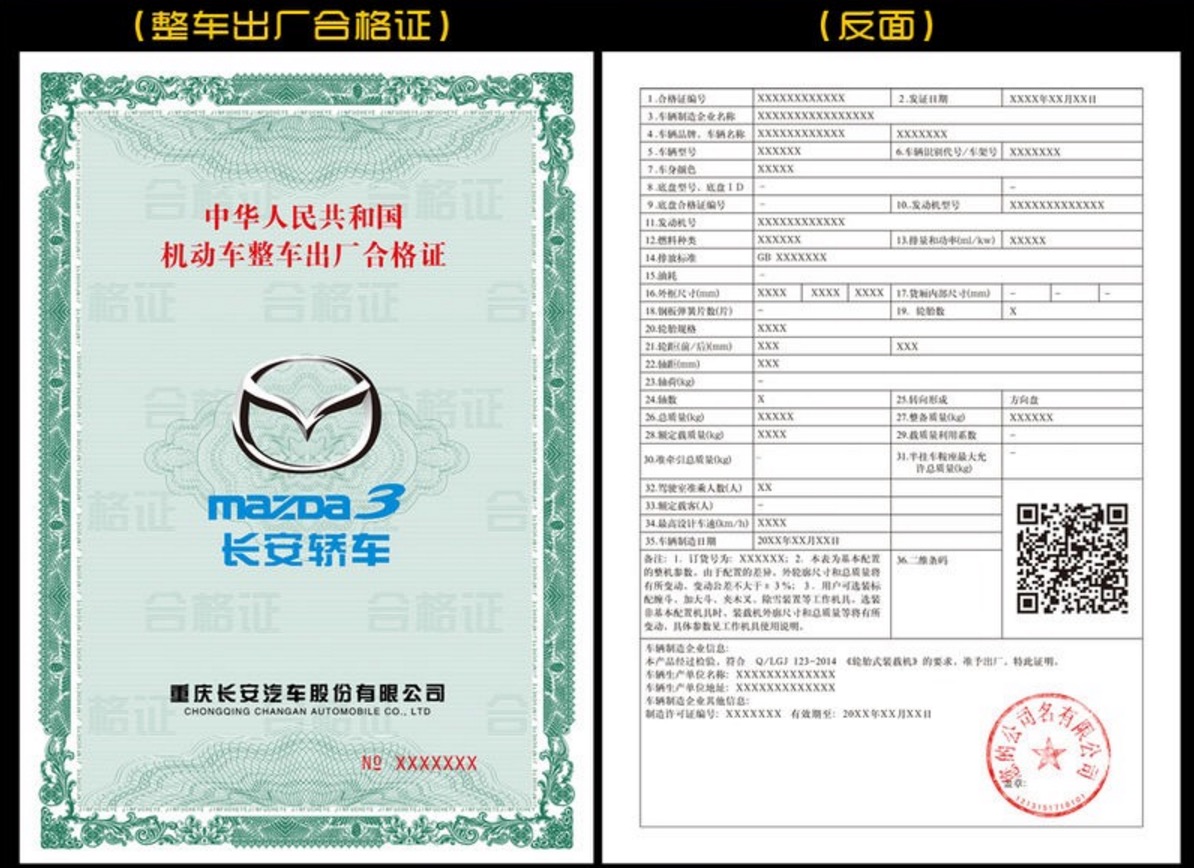 （整车出厂合格证）
（反面）
中华人民共和国
机动车整车出厂合格证
mazda 3
长安轿车
重庆长安汽车股份有限公司
CHONGQING CHANGAN AUTOMOBILE CO., LTD
№ XXXXXXX
1.合格证编号 XXXXXXXXXXXX 2.发证日期 XXXX年XX月XX日
3.车辆制造企业名称 XXXXXXXXXXXXXXXX
4.车辆品牌、车辆名称 XXXXXXXXXXXX XXXXXXX
5.车辆型号 XXXXXX 6.车辆识别代号/车架号 XXXXXXX
7.车身颜色 XXXXX
8.底盘型号、底盘ID - -
9.底盘合格证编号 - 10.发动机型号 XXXXXXXXXXXXX
11.发动机号 XXXXXXXXXXXX
12.燃料种类 XXXXXX 13.排量和功率(ml/kw) XXXXX
14.排放标准 GB XXXXXXX
15.油耗 -
16.外框尺寸(mm) XXXX XXXX XXXX 17.货厢内部尺寸(mm) - - -
18.钢板弹簧片数(片) - 19. 轮胎数 X
20.轮胎规格 XXXX
21.轮距(前/后)(mm) XXX XXX
22.轴距(mm) XXX
23.轴荷(kg) -
24.轴数 X 25.转向形成 方向盘
26.总质量(kg) XXXXX 27.整备质量(kg) XXXXXX
28.额定载质量(kg) XXXX 29.载质量利用系数 -
30.准牵引总质量(kg) - 31.半挂车鞍座最大允 -
许总质量(kg)
32.驾驶室准乘人数(人) XX
33.额定载客(人) -
34.最高设计车速(km/h) XXXX
35.车辆制造日期 20XX年XX月XX日
备注：1. 订货号为：XXXXXX；2. 本表为基本配置
的整机参数。由于配置的差异，外轮廓尺寸和总质量将
有所变动，变动公差不大于±3%；3. 用户可选装标
配碗斗、加大斗、夹木叉、除雪装置等工作机具，选装
非基本配置机具时，装载机外廓尺寸和总质量等将有所
变动，具体参数见工作机具使用说明。
36.二维条码
车辆制造企业信息:
本产品经过检验，符合 Q/LGJ 123-2014 《轮胎式装载机》的要求，准予出厂，特此证明。
车辆生产单位名称：XXXXXXXXXXXXX
车辆生产单位地址：XXXXXXXXXXXXX
车辆制造企业其他信息:
制造许可证编号：XXXXXXX 有效期至：20XX年XX月XX日
您的公司名有限公司
盖章: